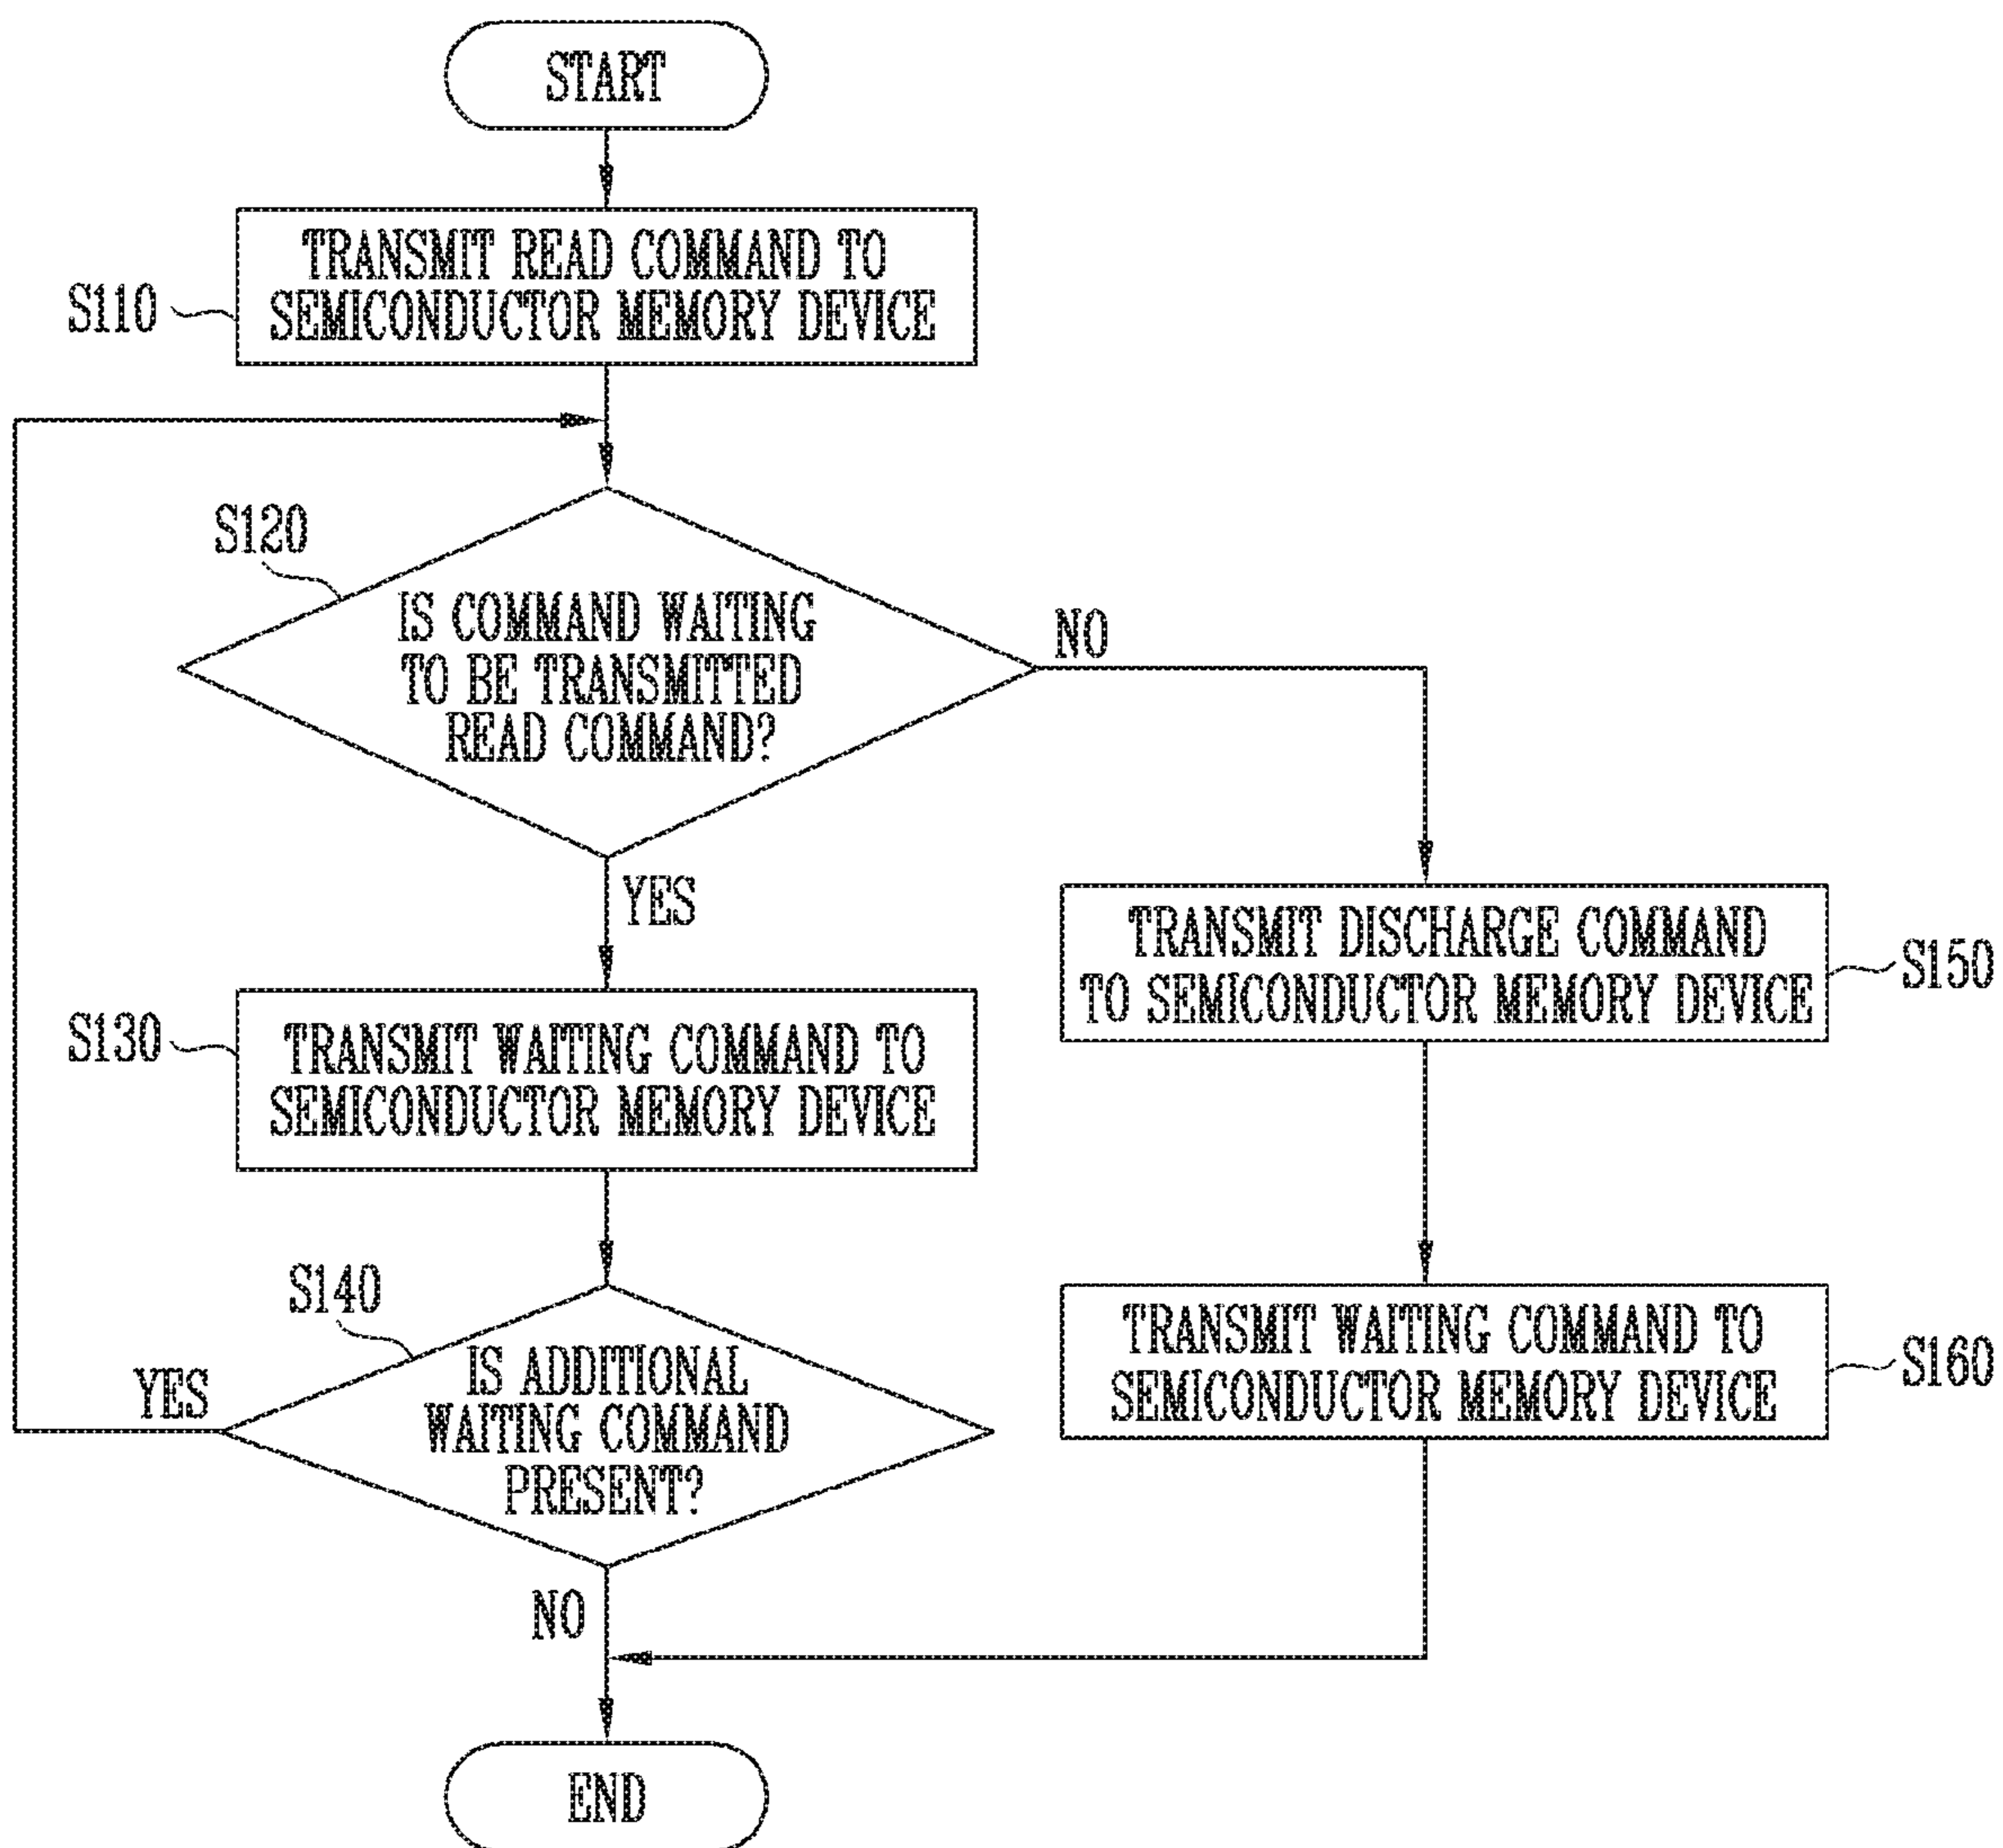 START
TRANSMIT READ COMMAND TO
SEMICONDUCTOR MEMORY DEVICE
S110
S120
IS COMMAND WAITING
TO BE TRANSMITTED
READ COMMAND?
NO
YES
TRANSMIT DISCHARGE COMMAND
TO SEMICONDUCTOR MEMORY DEVICE
S150
S130
TRANSMIT WAITING COMMAND TO
SEMICONDUCTOR MEMORY DEVICE
S140
IS ADDITIONAL
WAITING COMMAND
PRESENT?
YES
TRANSMIT WAITING COMMAND TO
SEMICONDUCTOR MEMORY DEVICE
S160
NO
END